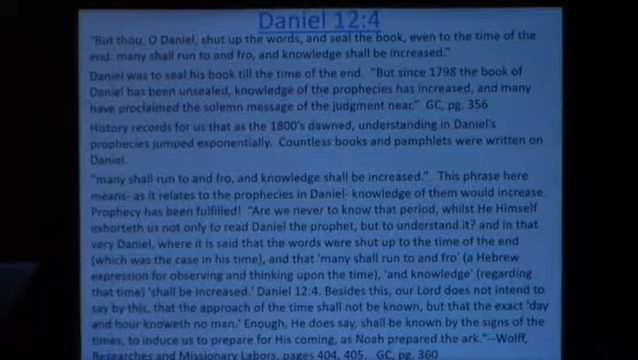 Daniel 12:4
"But thou, O Daniel, shut up the words, and seal the book, even to the time of the
end: many shall run to and fro, and knowledge shall be increased."
Daniel was to seal his book till the time of the end. "But since 1798 the book of
Daniel has been unsealed, knowledge of the prophecies has increased, and many
have proclaimed the solemn message of the judgment near." GC, pg. 356
History records for us that as the 1800's dawned, understanding in Daniel's
prophecies jumped exponentially. Countless books and pamphlets were written on
Daniel.
"many shall run to and fro, and knowledge shall be increased.". This phrase here
means- as it relates to the prophecies in Daniel- knowledge of them would increase.
Prophecy has been fulfilled! "Are we never to know that period, whilst He Himself
exhorteth us not only to read Daniel the prophet, but to understand it? and in that
very Daniel, where it is said that the words were shut up to the time of the end
(which was the case in his time), and that 'many shall run to and fro' (a Hebrew
expression for observing and thinking upon the time), 'and knowledge' (regarding
that time) 'shall be increased.' Daniel 12:4. Besides this, our Lord does not intend to
say by this, that the approach of the time shall not be known, but that the exact 'day
and hour knoweth no man.' Enough, He does say, shall be known by the signs of the
times, to induce us to prepare for His coming, as Noah prepared the ark."--Wolff,
Researches and Missionary Labors, pages 404, 405. GC, pg. 360